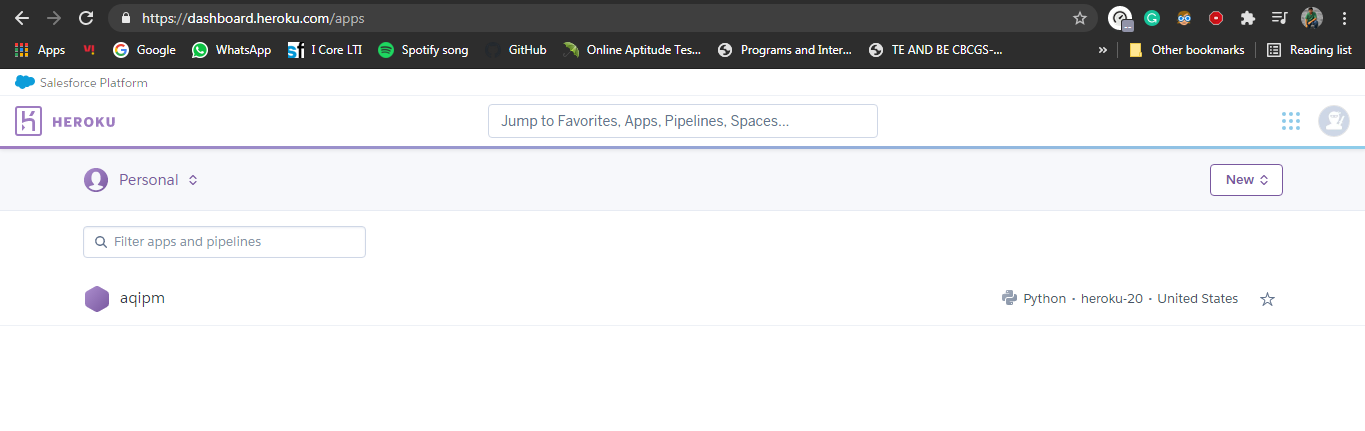 https://dashboard.heroku.com/apps
Apps V! Google WhatsApp Si I Core LTI Spotify song GitHub Online Aptitude Tes... Programs and Inter... TE AND BE CBCGS-... » Other bookmarks Reading list
Salesforce Platform
HEROKU Jump to Favorites, Apps, Pipelines, Spaces...
Personal New
Filter apps and pipelines
aqipm Python · heroku-20 · United States